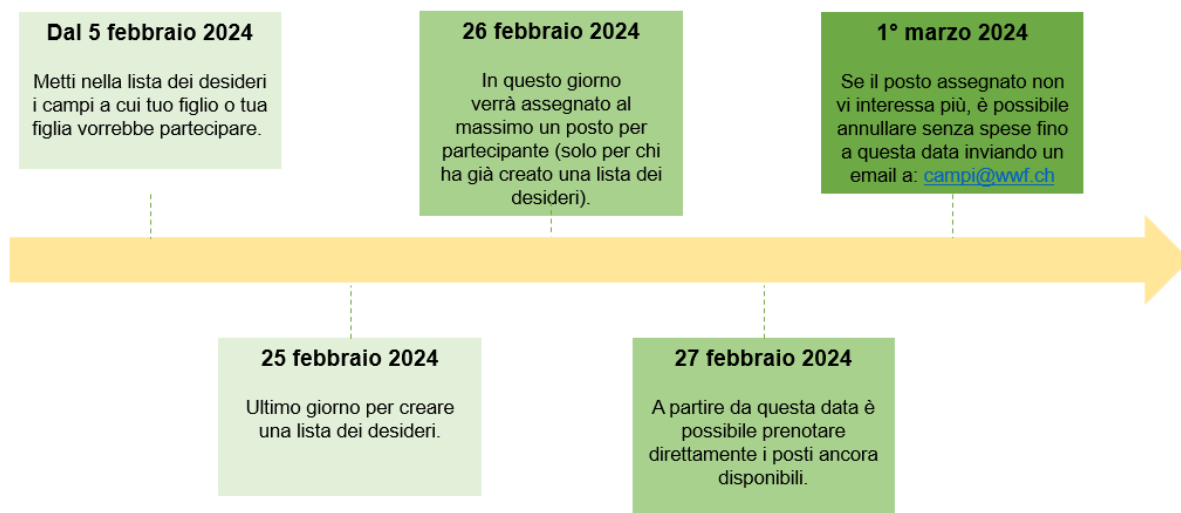 Dal 5 febbraio 2024
Metti nella lista dei desideri
i campi a cui tuo figlio o tua
figlia vorrebbe partecipare.
25 febbraio 2024
Ultimo giorno per creare
una lista dei desideri.
26 febbraio 2024
In questo giorno
verrà assegnato al
massimo un posto per
partecipante (solo per chi
ha già creato una lista dei
desideri).
27 febbraio 2024
A partire da questa data è
possibile prenotare
direttamente i posti ancora
disponibili.
1° marzo 2024
Se il posto assegnato non
vi interessa più, è possibile
annullare senza spese fino
a questa data inviando un
email a: campi@wwf.ch